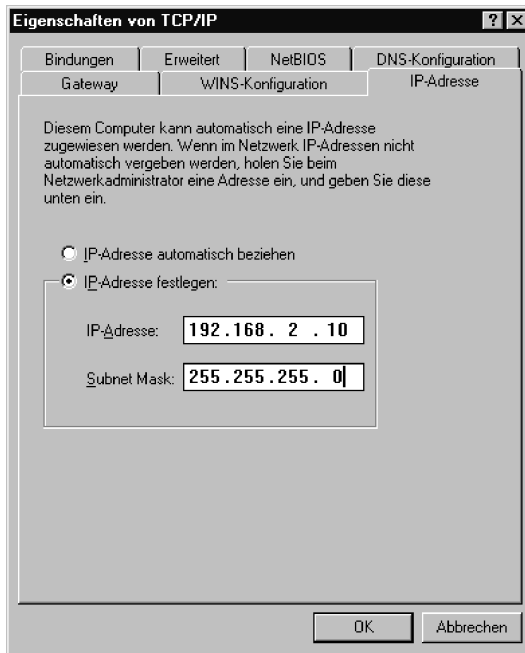 Eigenschaften von TCP/IP
? X
Bindungen Erweitert NetBIOS DNS-Konfiguration
Gateway WINS-Konfiguration IP-Adresse
Diesem Computer kann automatisch eine IP-Adresse
zugewiesen werden. Wenn im Netzwerk IP-Adressen nicht
automatisch vergeben werden, holen Sie beim
Netzwerkadministrator eine Adresse ein, und geben Sie diese
unten ein.
IP-Adresse automatisch beziehen
IP-Adresse festlegen:
IP-Adresse: 192.168. 2 .10
Subnet Mask: 255.255.255. 0
OK Abbrechen